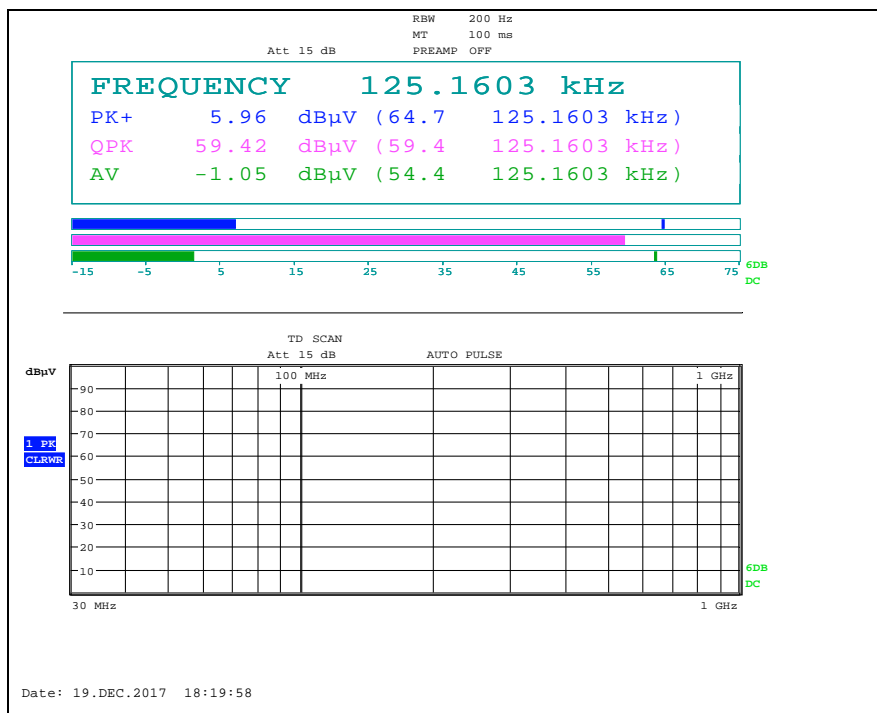 RBW 200 Hz
MT 100 ms
Att 15 dB PREAMP OFF
FREQUENCY 125.1603 kHz
PK+ 5.96 dBµV (64.7 125.1603 kHz)
QPK 59.42 dBµV (59.4 125.1603 kHz)
AV -1.05 dBµV (54.4 125.1603 kHz)
-15 -5 5 15 25 35 45 55 65 75
6DB
DC
TD SCAN
Att 15 dB AUTO PULSE
dBµV
100 MHz 1 GHz
90
80
70
1 PK
CLRWR
60
50
40
30
20
10
6DB
DC
30 MHz 1 GHz
Date: 19.DEC.2017 18:19:58